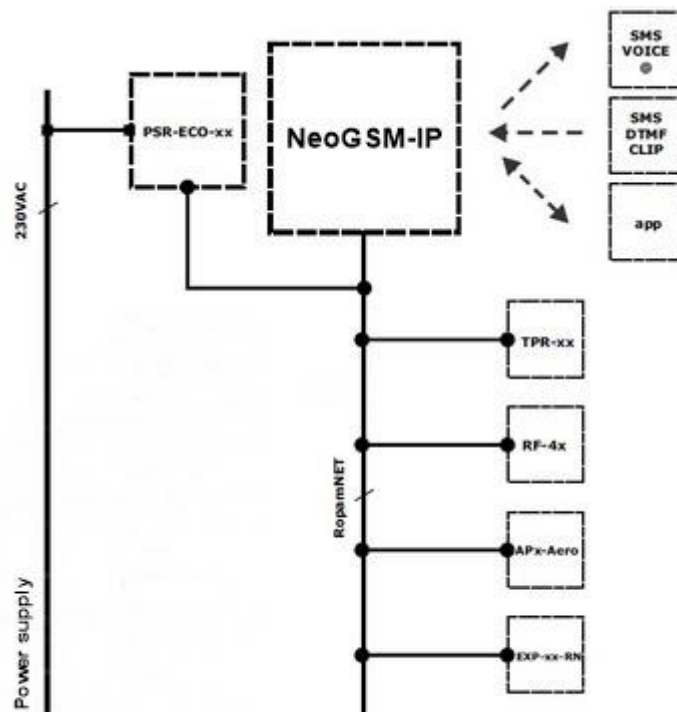 SMS
VOICE
PSR-ECO-xx
NeoGSM-IP
SMS
DTMF
CLIP
230VAC
app
TPR-xx
RF-4x
RopamNET
APx-Aero
EXP-xx-RN
Power supply